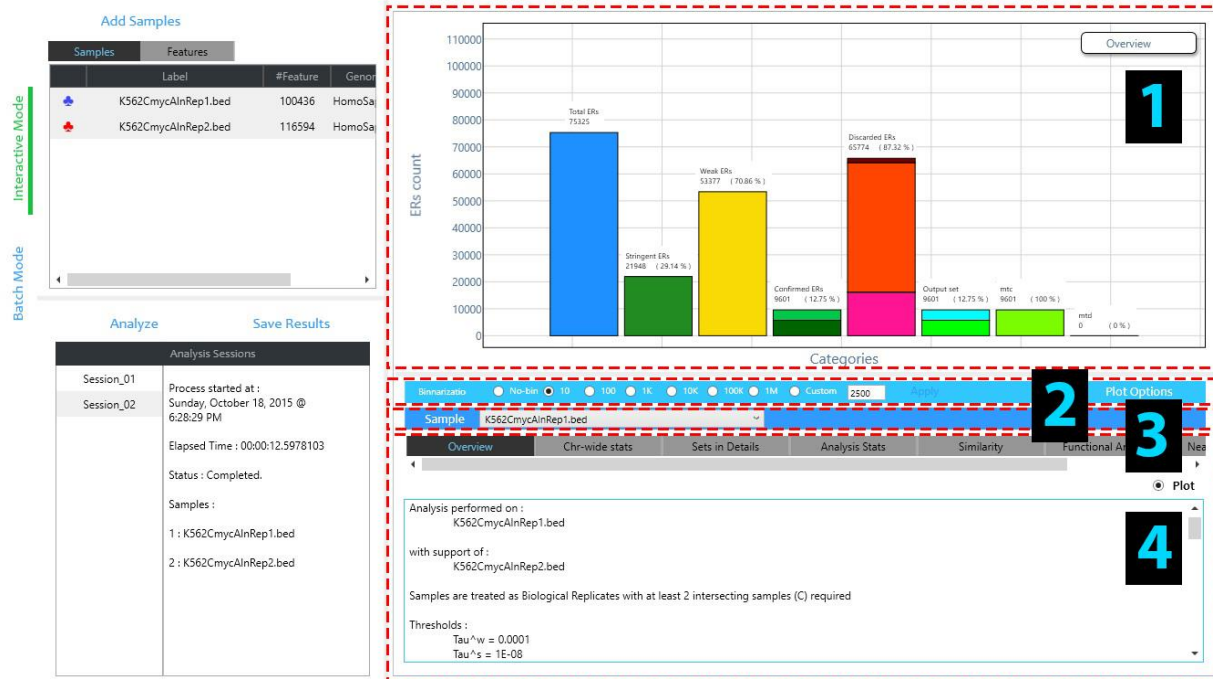 Add Samples
Samples Features
Label #Feature Genon
K562CmycAlnRep1.bed 100436 HomoSa
K562CmycAlnRep2.bed 116594 HomoSa
Interactive Mode
Batch Mode
Analyze Save Results
Analysis Sessions
Session_01
Session_02
Process started at :
Sunday, October 18, 2015 @
6:28:29 PM
Elapsed Time : 00:00:12.5978103
Status : Completed.
Samples :
1 : K562CmycAlnRep1.bed
2 : K562CmycAlnRep2.bed
ERs count
110000
100000
90000
80000
70000
60000
50000
40000
30000
20000
10000
0
Overview
1
Total ERs
75325
Stringent ERs
21948 ( 29.14 % )
Weak ERs
53377 ( 70.86 % )
Confirmed ERs
9601 ( 12.75 % )
Discarded ERs
65774 ( 87.32 % )
Output set
9601 ( 12.75 % )
mtc
9601 ( 100 % )
mtd
0 ( 0 % )
Categories
Binnarizatio No-bin 10 100 1K 10K 100K 1M Custom 2500 Apply Plot Options
2
Sample K562CmycAlnRep1.bed
3
Overview Chr-wide stats Sets in Details Analysis Stats Similarity Functional An Nea
Plot
4
Analysis performed on :
K562CmycAlnRep1.bed
with support of :
K562CmycAlnRep2.bed
Samples are treated as Biological Replicates with at least 2 intersecting samples (C) required
Thresholds :
Tau^w = 0.0001
Tau^s = 1E-08